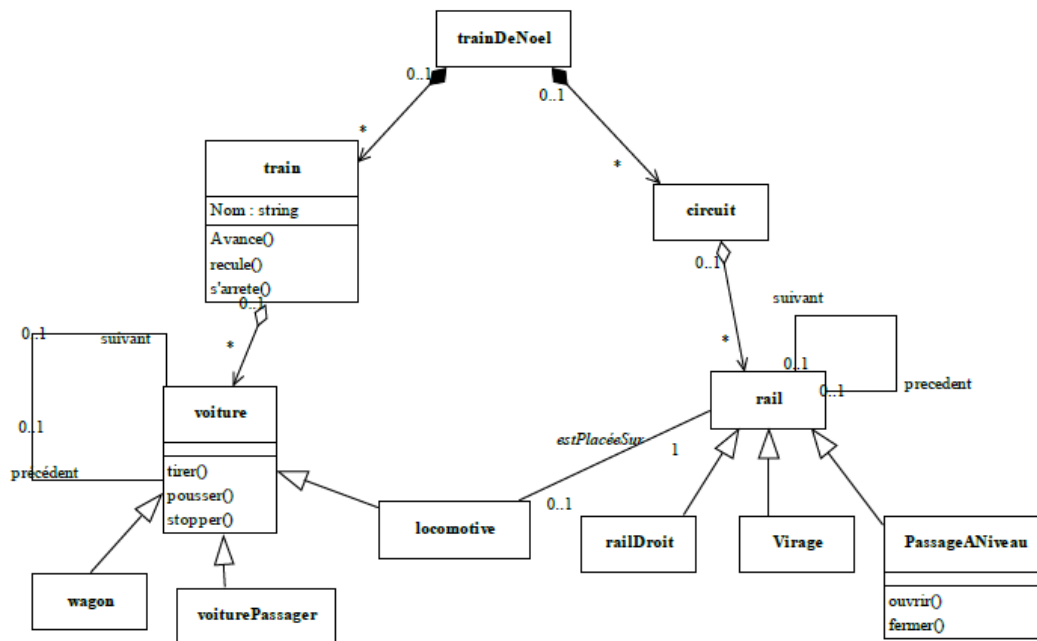 trainDeNoel
0..1
0..1
*
*
train
Nom : string
Avance()
recule()
s'arrete()
0..1
*
circuit
0..1
*
suivant
0..1
0..1
precedent
rail
0..1
suivant
0..1
précédent
voiture
tirer()
pousser()
stopper()
estPlacéeSur
1
0..1
locomotive
railDroit
Virage
PassageANiveau
ouvrir()
fermer()
wagon
voiturePassager